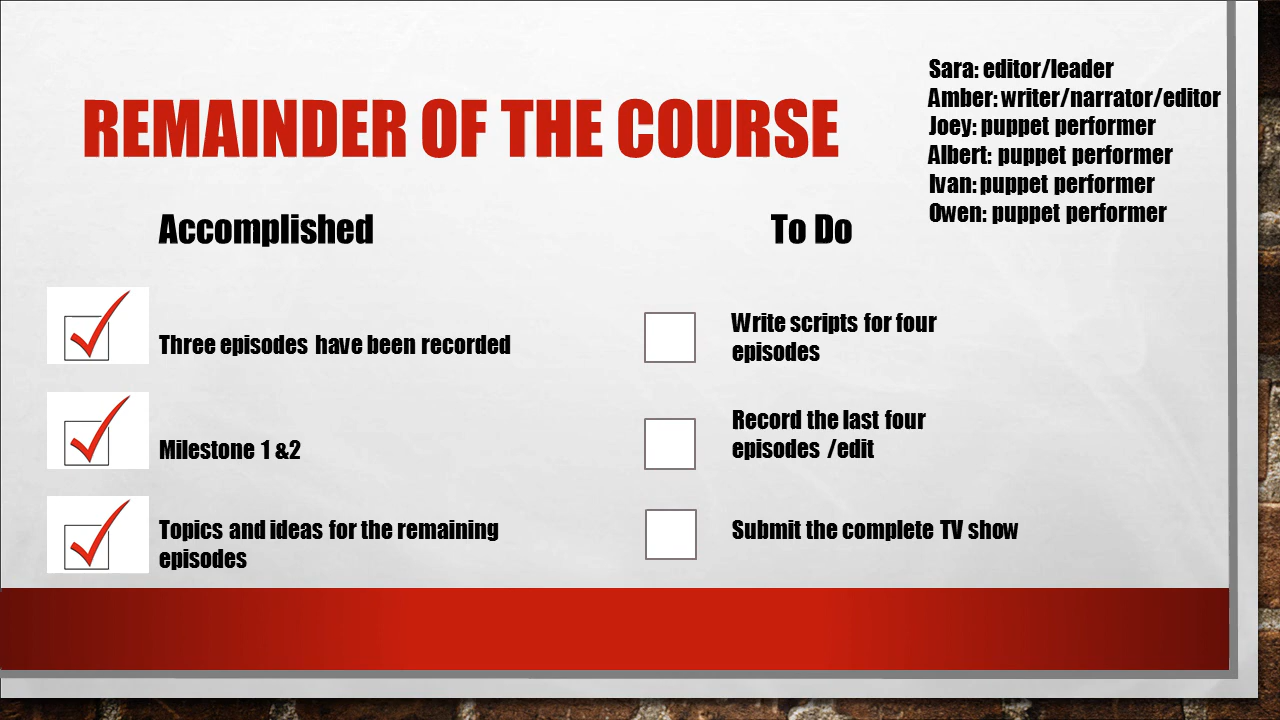 REMAINDER OF THE COURSE
Sara: editor/leader
Amber: writer/narrator/editor
Joey: puppet performer
Albert: puppet performer
Ivan: puppet performer
Owen: puppet performer
Accomplished
Three episodes have been recorded
Milestone 1 &2
Topics and ideas for the remaining
episodes
To Do
Write scripts for four
episodes
Record the last four
episodes /edit
Submit the complete TV show